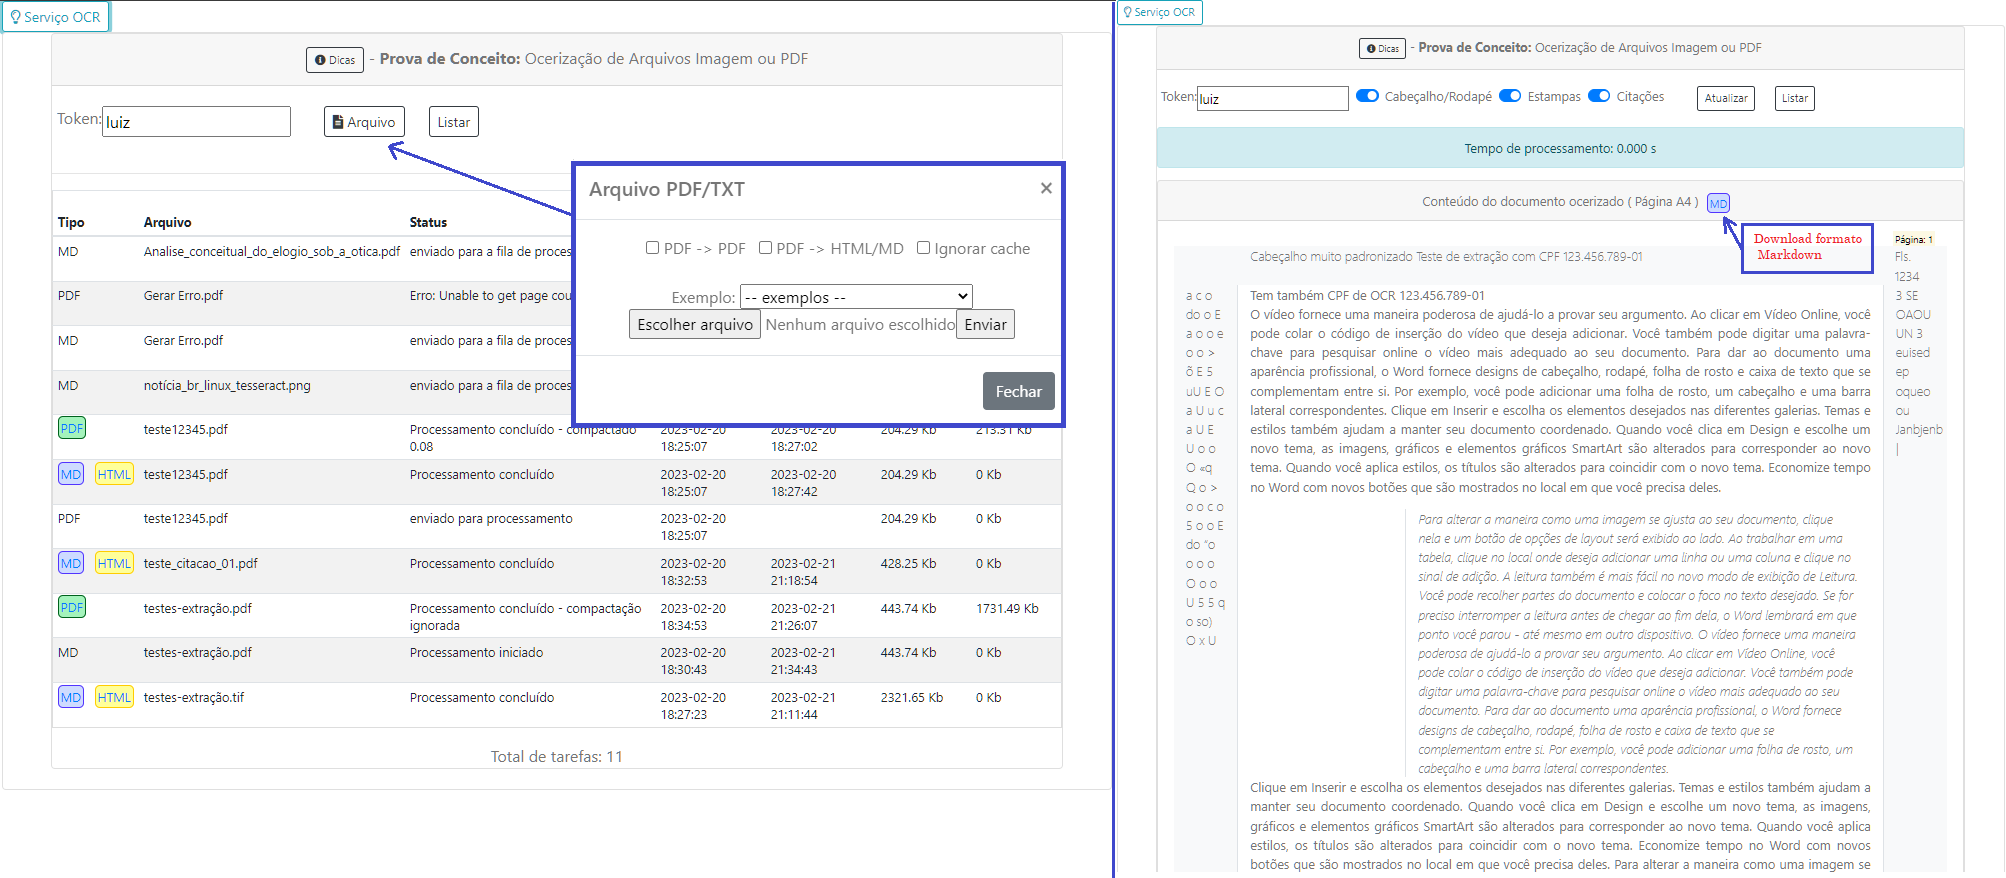 Serviço OCR
Dicas - Prova de Conceito: Ocerização de Arquivos Imagem ou PDF
Token: luiz Arquivo Listar
Arquivo PDF/TXT ×
PDF -> PDF PDF -> HTML/MD Ignorar cache
Exemplo: -- exemplos --
Escolher arquivo Nenhum arquivo escolhido Enviar
Fechar
Tipo Arquivo Status
MD Analise_conceitual_do_elogio_sob_a_otica.pdf enviado para a fila de proces
PDF Gerar Erro.pdf Erro: Unable to get page cou
MD Gerar Erro.pdf enviado para a fila de proces
MD notícia_br_linux_tesseract.png enviado para a fila de proces
PDF teste12345.pdf Processamento concluído - compactado 2023-02-20 2023-02-20 204.29 Kb 213.31 Kb
0.08 18:25:07 18:27:02
MD HTML teste12345.pdf Processamento concluído 2023-02-20 2023-02-20 204.29 Kb 0 Kb
18:25:07 18:27:42
PDF teste12345.pdf enviado para processamento 2023-02-20 204.29 Kb 0 Kb
18:25:07
MD HTML teste_citacao_01.pdf Processamento concluído 2023-02-20 2023-02-21 428.25 Kb 0 Kb
18:32:53 21:18:54
PDF testes-extração.pdf Processamento concluído - compactação 2023-02-20 2023-02-21 443.74 Kb 1731.49 Kb
ignorada 18:34:53 21:26:07
MD testes-extração.pdf Processamento iniciado 2023-02-20 2023-02-21 443.74 Kb 0 Kb
18:30:43 21:34:43
MD HTML testes-extração.tif Processamento concluído 2023-02-20 2023-02-21 2321.65 Kb 0 Kb
18:27:23 21:11:44
Total de tarefas: 11
Serviço OCR
Dicas - Prova de Conceito: Ocerização de Arquivos Imagem ou PDF
Token: luiz Cabeçalho/Rodapé Estampas Citações Atualizar Listar
Tempo de processamento: 0.000 s
Conteúdo do documento ocerizado ( Página A4 ) MD
Download formato
Markdown
Cabeçalho muito padronizado Teste de extração com CPF 123.456.789-01
a c o
do o E
a o o e
o o >
õ E 5
uU E O
a U u c
a U E
U o o
O «q
Q o >
o o c o
5 o o E
do “o
o o o
O o o
U 5 5 q
o so)
O x U
Tem também CPF de OCR 123.456.789-01
O vídeo fornece uma maneira poderosa de ajudá-lo a provar seu argumento. Ao clicar em Vídeo Online, você
pode colar o código de inserção do vídeo que deseja adicionar. Você também pode digitar uma palavra-
chave para pesquisar online o vídeo mais adequado ao seu documento. Para dar ao documento uma
aparência profissional, o Word fornece designs de cabeçalho, rodapé, folha de rosto e caixa de texto que se
complementam entre si. Por exemplo, você pode adicionar uma folha de rosto, um cabeçalho e uma barra
lateral correspondentes. Clique em Inserir e escolha os elementos desejados nas diferentes galerias. Temas e
estilos também ajudam a manter seu documento coordenado. Quando você clica em Design e escolhe um
novo tema, as imagens, gráficos e elementos gráficos SmartArt são alterados para corresponder ao novo
tema. Quando você aplica estilos, os títulos são alterados para coincidir com o novo tema. Economize tempo
no Word com novos botões que são mostrados no local em que você precisa deles.
Para alterar a maneira como uma imagem se ajusta ao seu documento, clique
nela e um botão de opções de layout será exibido ao lado. Ao trabalhar em uma
tabela, clique no local onde deseja adicionar uma linha ou uma coluna e clique no
sinal de adição. A leitura também é mais fácil no novo modo de exibição de Leitura.
Você pode recolher partes do documento e colocar o foco no texto desejado. Se for
preciso interromper a leitura antes de chegar ao fim dela, o Word lembrará em que
ponto você parou - até mesmo em outro dispositivo. O vídeo fornece uma maneira
poderosa de ajudá-lo a provar seu argumento. Ao clicar em Vídeo Online, você
pode colar o código de inserção do vídeo que deseja adicionar. Você também pode
digitar uma palavra-chave para pesquisar online o vídeo mais adequado ao seu
documento. Para dar ao documento uma aparência profissional, o Word fornece
designs de cabeçalho, rodapé, folha de rosto e caixa de texto que se
complementam entre si. Por exemplo, você pode adicionar uma folha de rosto, um
cabeçalho e uma barra lateral correspondentes.
Clique em Inserir e escolha os elementos desejados nas diferentes galerias. Temas e estilos também ajudam a
manter seu documento coordenado. Quando você clica em Design e escolhe um novo tema, as imagens,
gráficos e elementos gráficos SmartArt são alterados para corresponder ao novo tema. Quando você aplica
estilos, os títulos são alterados para coincidir com o novo tema. Economize tempo no Word com novos
botões que são mostrados no local em que você precisa deles. Para alterar a maneira como uma imagem se
Página: 1
Fls.
1234
3 SE
OAOU
UN 3
euised
ep
oqueo
ou
Janbjenb
|